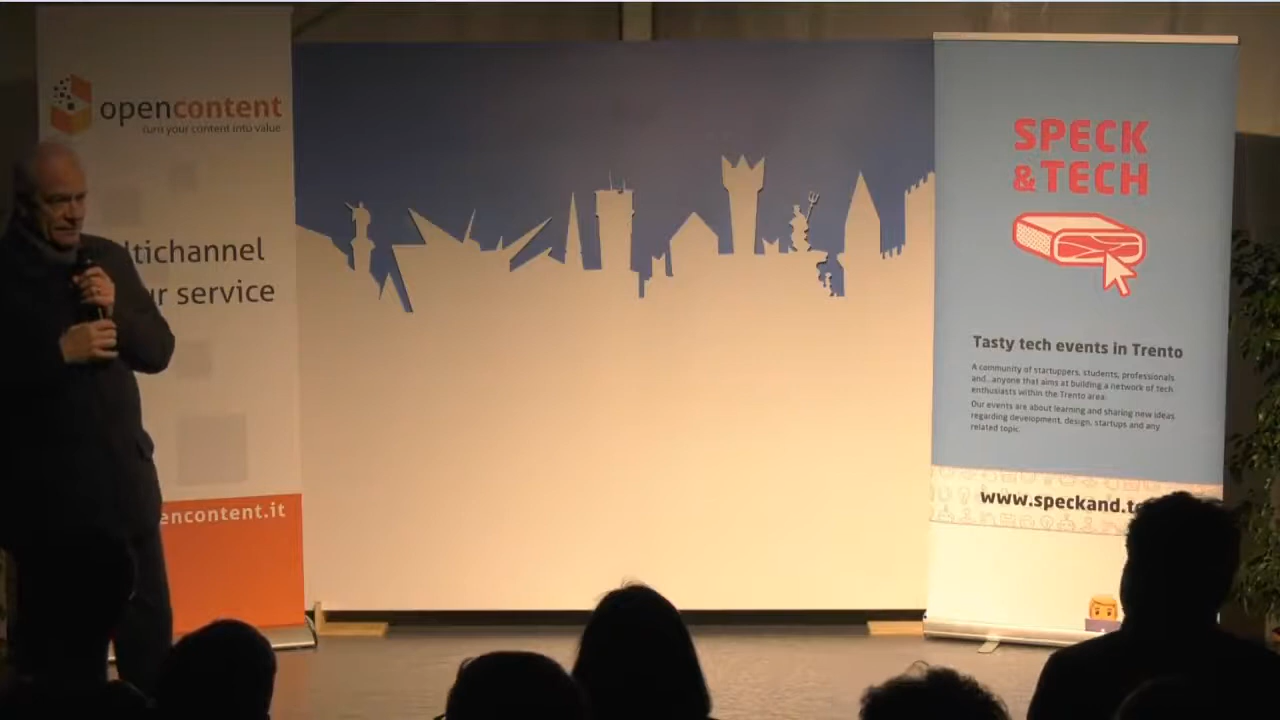 opencontent
turn your content into value
ltichannel
ur service
encontent.it
SPECK
&TECH
Tasty tech events in Trento
A community of startuppers, students, professionals
and...anyone that aims at building a network of tech
enthusiasts within the Trento area.
Our events are about learning and sharing new ideas
regarding development, design, startups and any
related topic.
www.speckand.te